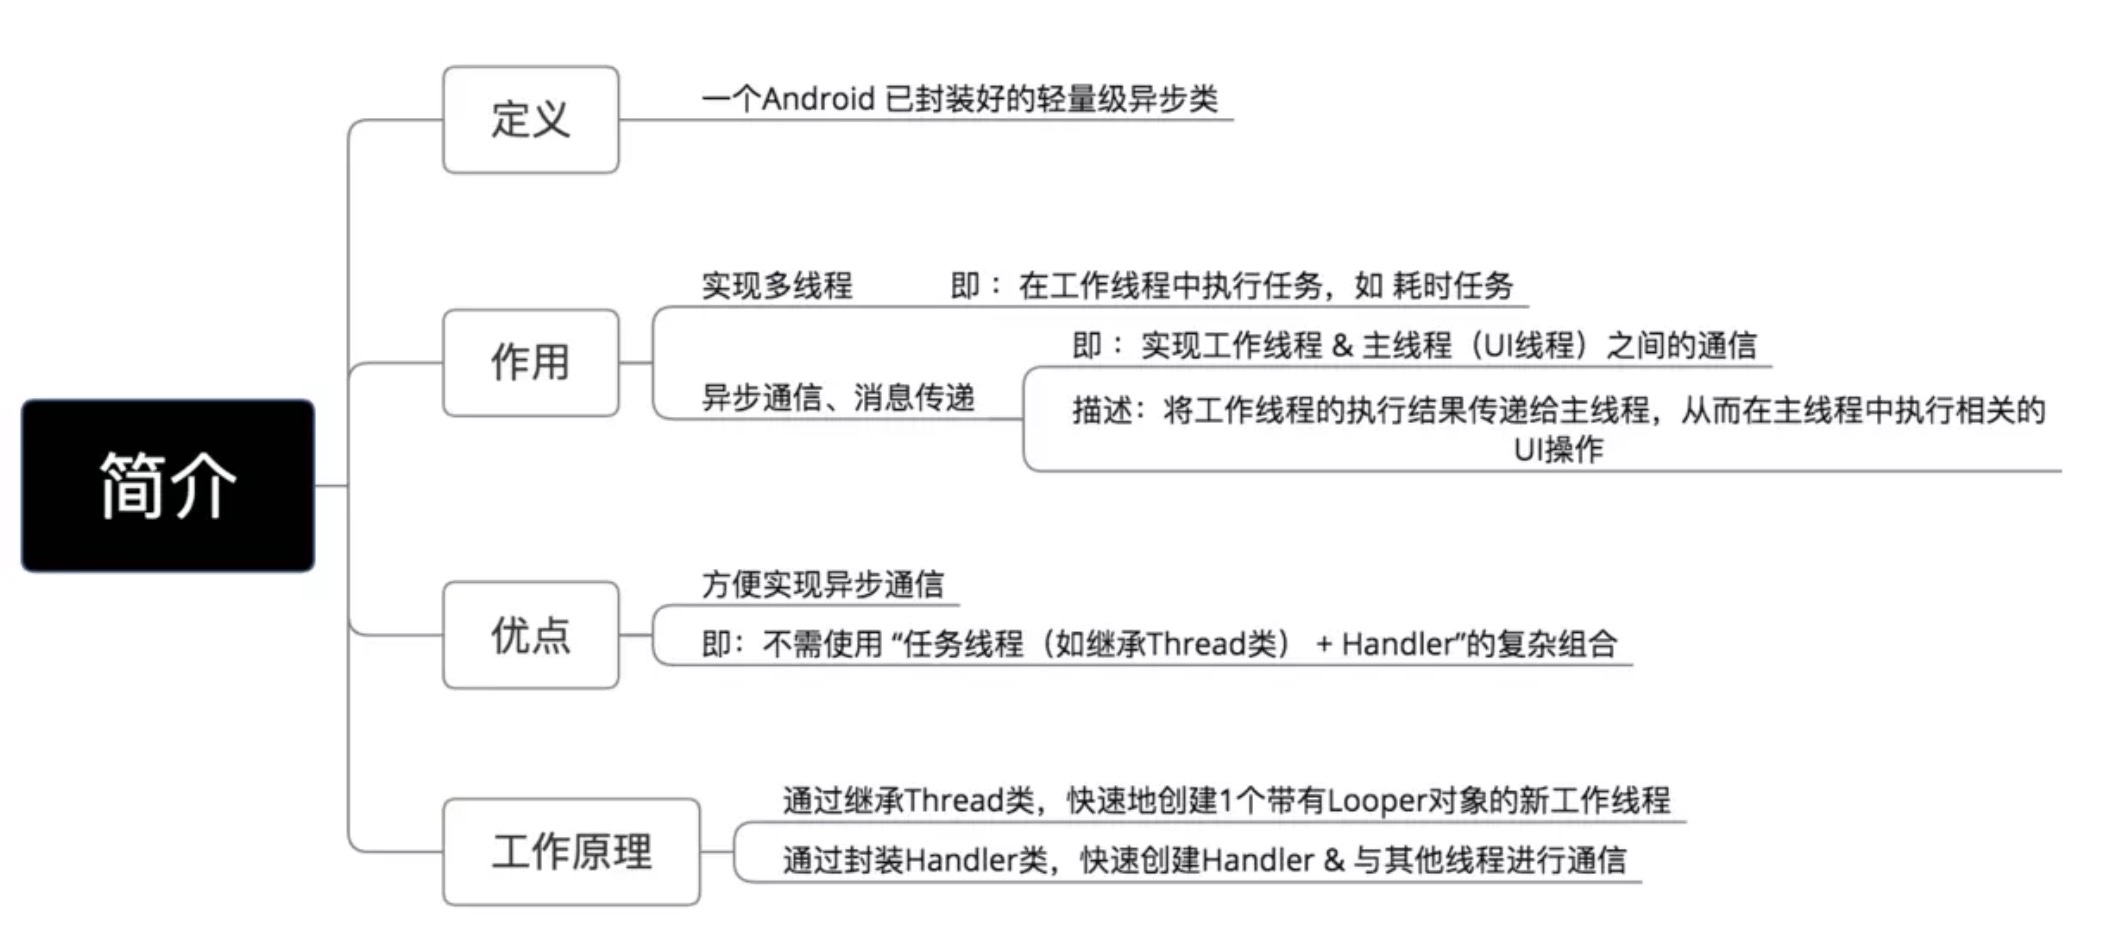 简介
定义
一个Android 已封装好的轻量级异步类
作用
实现多线程 即： 在工作线程中执行任务，如 耗时任务
异步通信、消息传递
即： 实现工作线程 & 主线程（UI线程）之间的通信
描述：将工作线程的执行结果传递给主线程，从而在主线程中执行相关的
UI操作
优点
方便实现异步通信
即：不需使用 “任务线程（如继承Thread类） + Handler”的复杂组合
工作原理
通过继承Thread类，快速地创建1个带有Looper对象的新工作线程
通过封装Handler类，快速创建Handler & 与其他线程进行通信